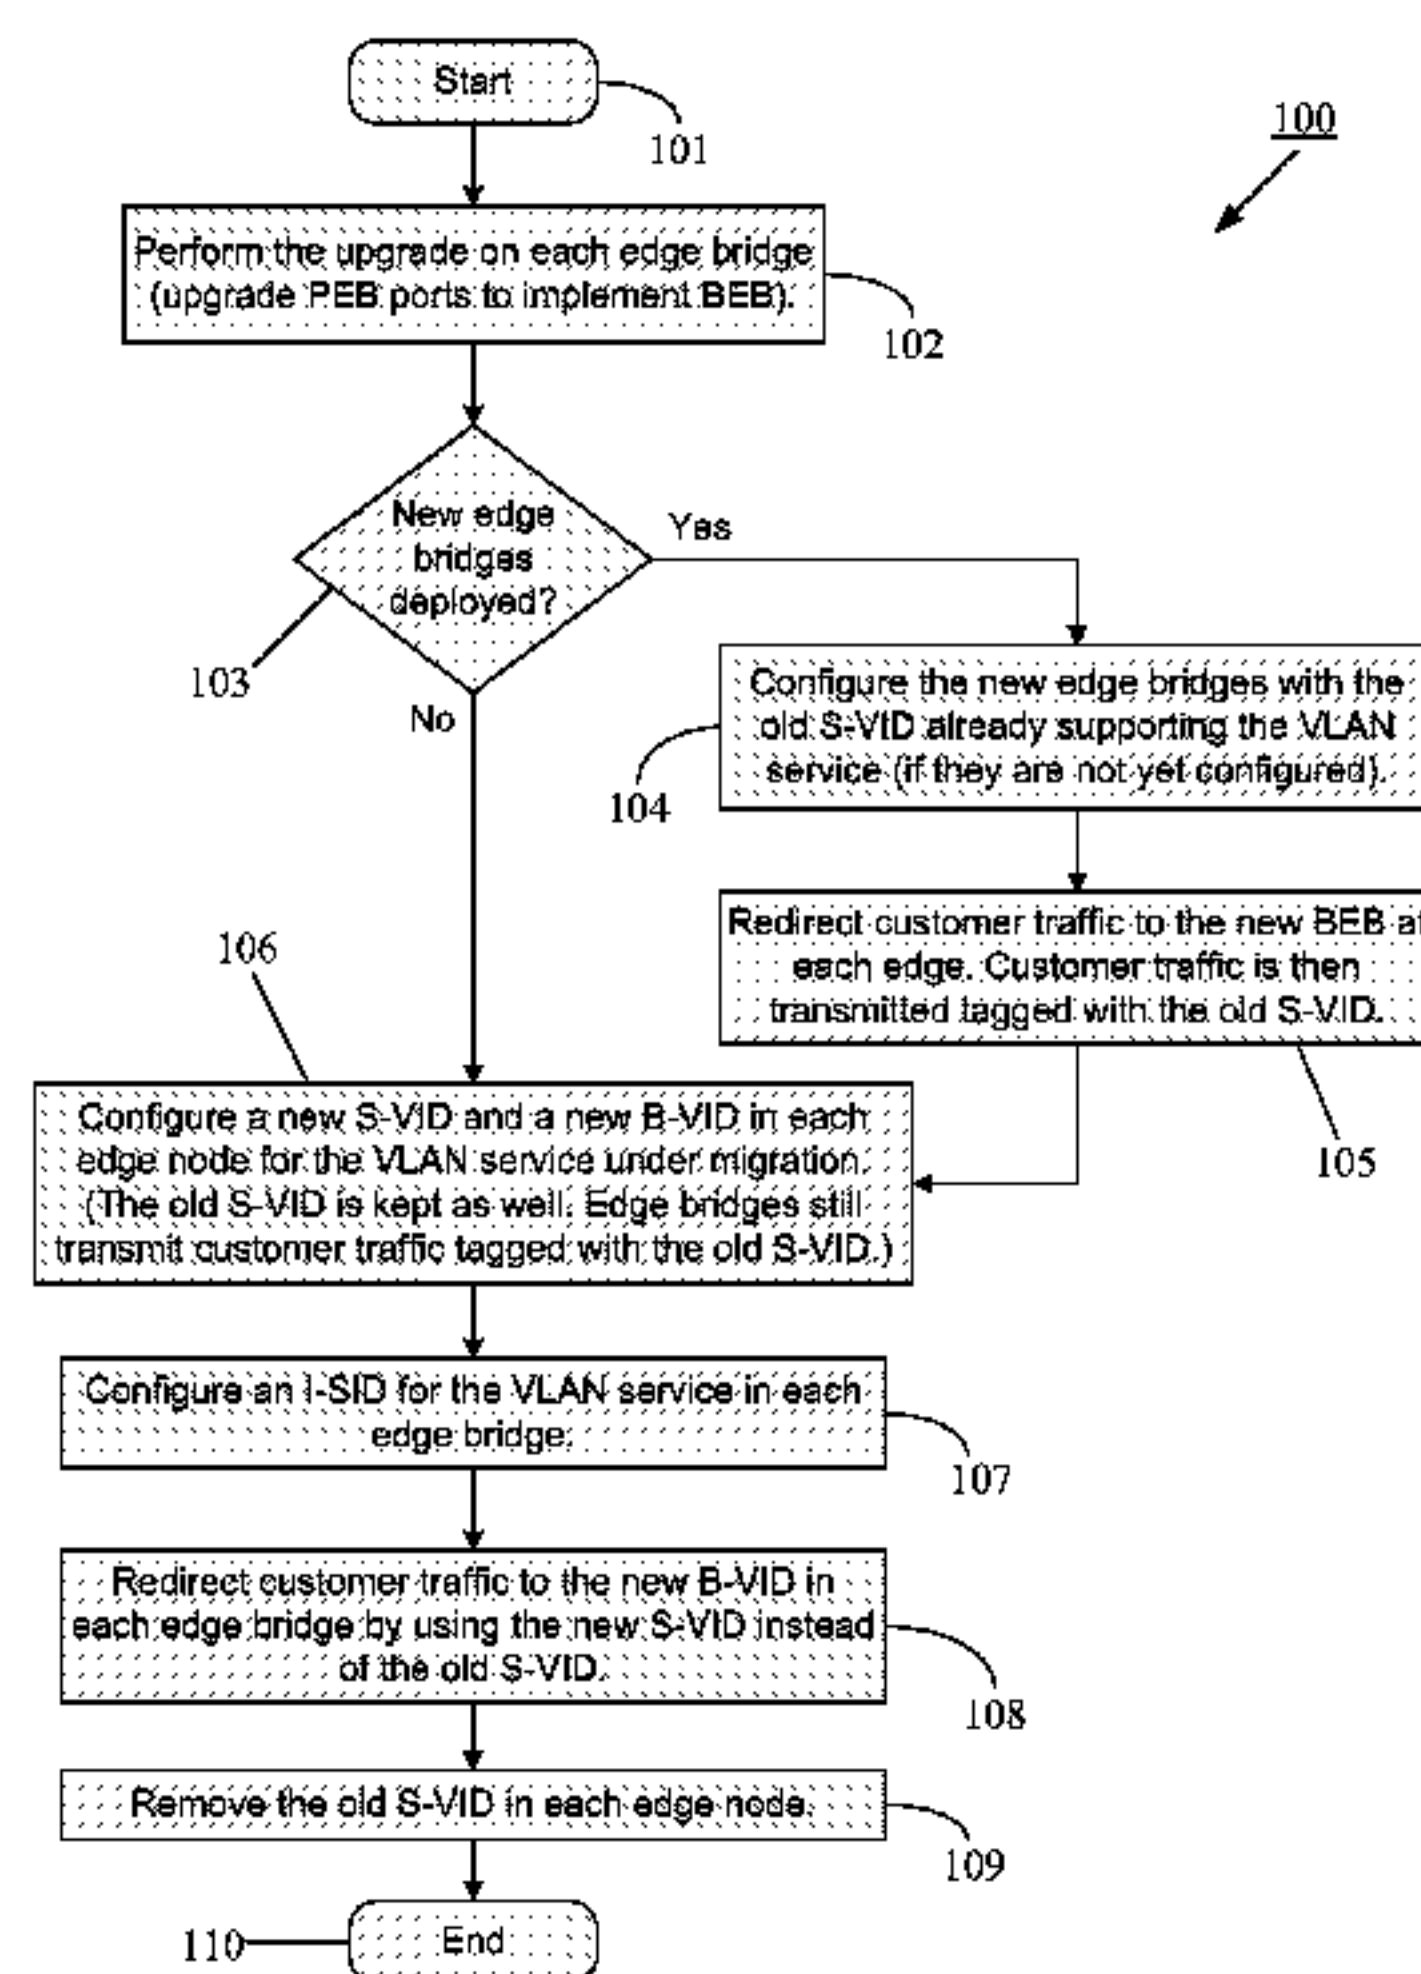 Start
101
100
Perform the upgrade on each edge bridge
(upgrade PEB ports to implement BEB).
102
New edge
bridges
deployed?
Yes
103
No
Configure the new edge bridges with the
old S-VID already supporting the VLAN
service (if they are not yet configured).
104
Redirect customer traffic to the new BEB at
each edge. Customer traffic is then
transmitted tagged with the old S-VID.
105
106
Configure a new S-VID and a new B-VID in each
edge node for the VLAN service under migration.
(The old S-VID is kept as well. Edge bridges still
transmit customer traffic tagged with the old S-VID.)
Configure an I-SID for the VLAN service in each
edge bridge.
107
Redirect customer traffic to the new B-VID in
each edge bridge by using the new S-VID instead
of the old S-VID.
108
Remove the old S-VID in each edge node.
109
110
End